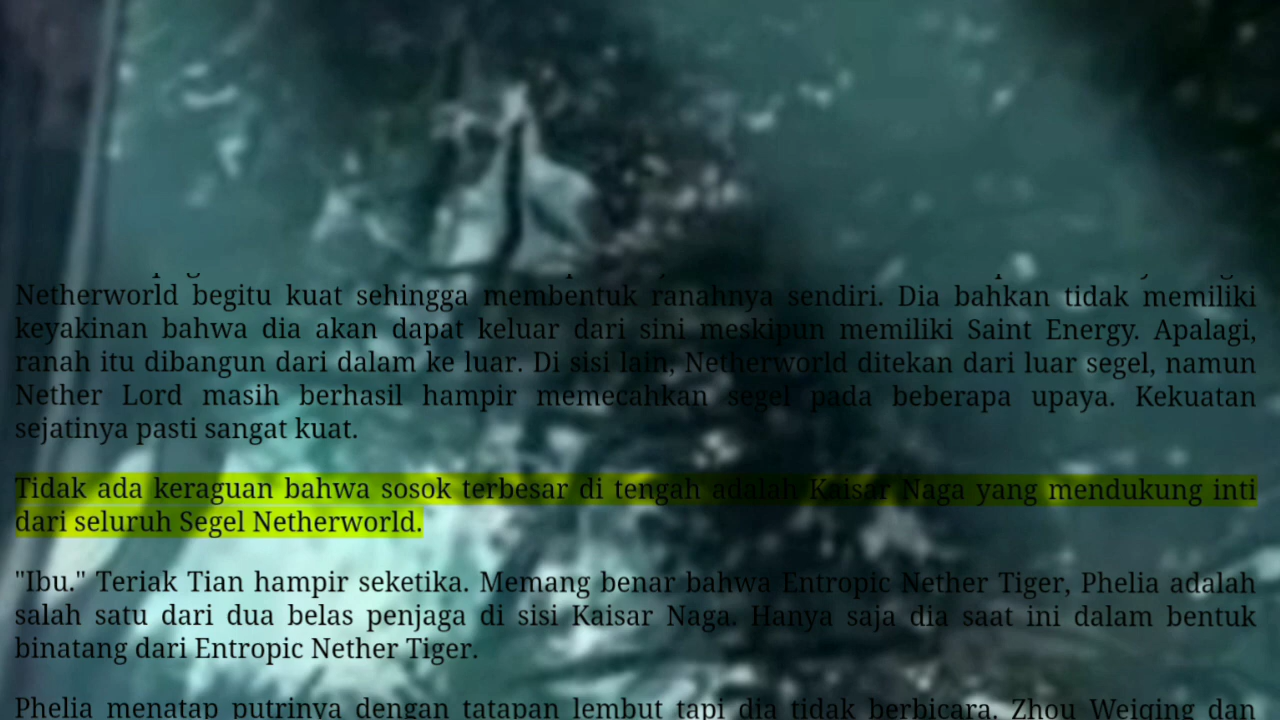 Netherworld begitu kuat sehingga membentuk ranahnya sendiri. Dia bahkan tidak memiliki
keyakinan bahwa dia akan dapat keluar dari sini meskipun memiliki Saint Energy. Apalagi,
ranah itu dibangun dari dalam ke luar. Di sisi lain, Netherworld ditekan dari luar segel, namun
Nether Lord masih berhasil hampir memecahkan segel pada beberapa upaya. Kekuatan
sejatinya pasti sangat kuat.
Tidak ada keraguan bahwa sosok terbesar di tengah adalah Kaisar Naga yang mendukung inti
dari seluruh Segel Netherworld.
"Ibu." Teriak Tian hampir seketika. Memang benar bahwa Entropic Nether Tiger, Phelia adalah
salah satu dari dua belas penjaga di sisi Kaisar Naga. Hanya saja dia saat ini dalam bentuk
binatang dari Entropic Nether Tiger.
Phelia menatap putrinya dengan tatapan lembut tapi dia tidak berbicara. Zhou Weiqing dan